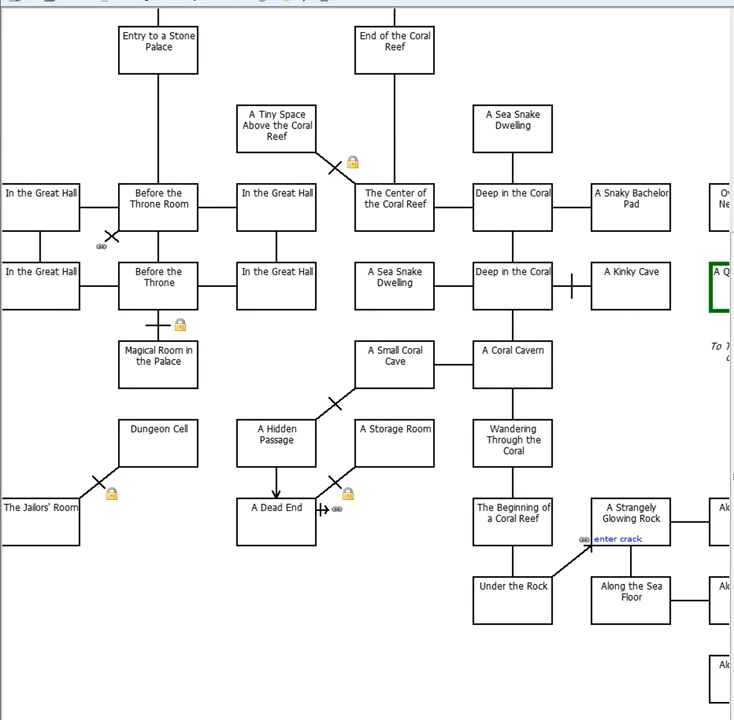 Entry to a Stone
Palace
End of the Coral
Reef
A Tiny Space
Above the Coral
Reef
A Sea Snake
Dwelling
In the Great Hall
Before the
Throne Room
In the Great Hall
The Center of
the Coral Reef
Deep in the Coral
A Snaky Bachelor
Pad
In the Great Hall
Before the
Throne
In the Great Hall
A Sea Snake
Dwelling
Deep in the Coral
A Kinky Cave
Magical Room in
the Palace
A Small Coral
Cave
A Coral Cavern
To
Dungeon Cell
A Hidden
Passage
A Storage Room
Wandering
Through the
Coral
The Jailors' Room
A Dead End
The Beginning of
a Coral Reef
A Strangely
Glowing Rock
enter crack
Under the Rock
Along the Sea
Floor